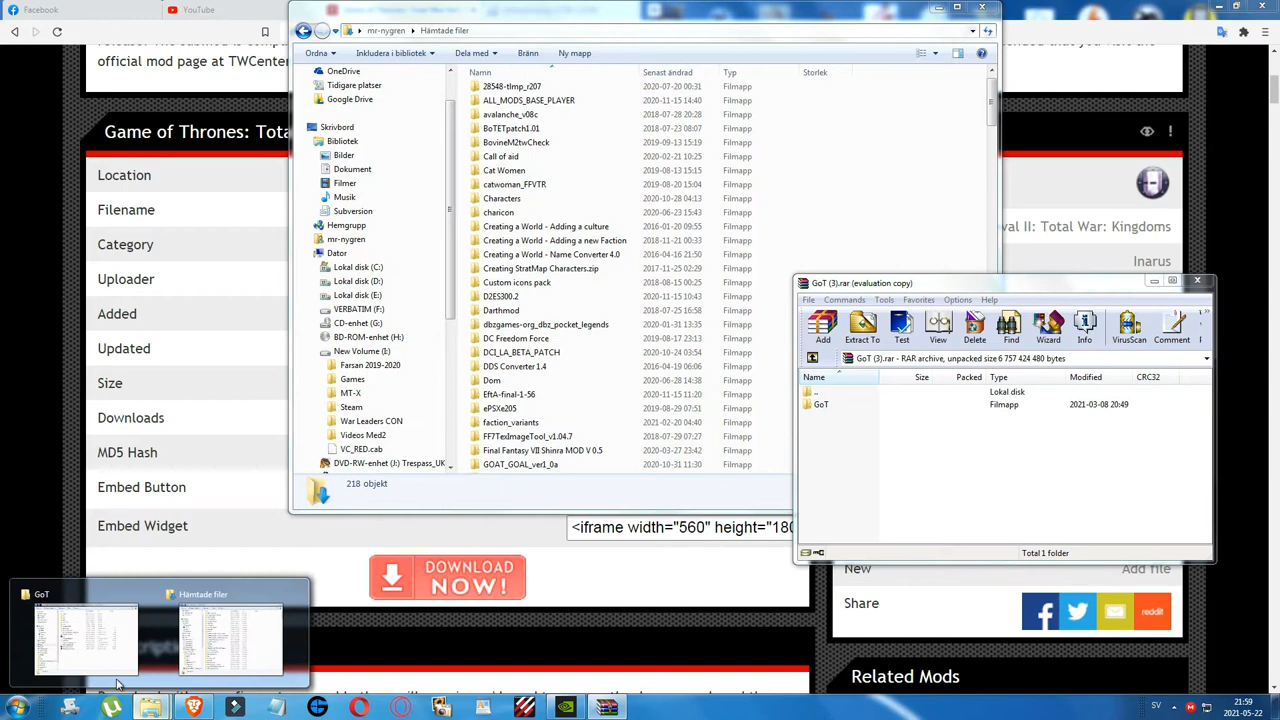 Facebook
YouTube
official mod page at TWCenter
Game of Thrones: Tota
Location
Filename
Category
Uploader
Added
Updated
Size
Downloads
MD5 Hash
Embed Button
Embed Widget
<iframe width="560" height="180
DOWNLOAD
NOW!
mr-nygren
Hämtade filer
Ordna
Inkludera i bibliotek
Dela med
Bränn
Ny mapp
Namn
Senast ändrad
Typ
Storlek
OneDrive
Tidigare platser
Google Drive
Skrivbord
Bibliotek
Bilder
Dokument
Filmer
Musik
Subversion
Hemgrupp
mr-nygren
Dator
Lokal disk (C:)
Lokal disk (D:)
Lokal disk (E:)
VERBATIM (F:)
CD-enhet (G:)
BD-ROM-enhet (H:)
New Volume (I:)
Farsan 2019-2020
Games
MT-X
Steam
War Leaders CON
Videos Med2
VC_RED.cab
DVD-RW-enhet (J:) Trespass_UK
28548-tlmp_r207 2020-07-20 00:31 Filmapp
ALL_MODS_BASE_PLAYER 2020-11-15 14:40 Filmapp
avalanche_v08c 2018-07-28 20:28 Filmapp
BoTETpatch1.01 2018-07-23 08:07 Filmapp
BovineM2twCheck 2019-09-13 15:19 Filmapp
Call of aid 2020-02-21 10:25 Filmapp
Cat Women 2019-08-13 15:15 Filmapp
catwoman_FFVTR 2019-08-20 15:04 Filmapp
Characters 2020-10-28 04:13 Filmapp
charicon 2020-06-23 15:43 Filmapp
Creating a World - Adding a culture 2016-01-20 09:55 Filmapp
Creating a World - Adding a new Faction 2018-11-21 00:33 Filmapp
Creating a World - Name Converter 4.0 2016-04-16 21:50 Filmapp
Creating StratMap Characters.zip 2017-11-25 02:29 Filmapp
Custom icons pack 2018-08-15 00:25 Filmapp
D2ES300.2 2020-11-15 10:43 Filmapp
Darthmod 2018-07-25 16:58 Filmapp
dbzgames-org_dbz_pocket_legends 2020-01-31 13:35 Filmapp
DC Freedom Force 2019-08-17 23:13 Filmapp
DCI_LA_BETA_PATCH 2020-10-24 03:54 Filmapp
DDS Converter 1.4 2016-04-19 06:06 Filmapp
Dom 2020-06-28 14:38 Filmapp
EftA-final-1-56 2020-11-15 11:20 Filmapp
ePSXe205 2019-08-29 07:51 Filmapp
faction_variants 2021-02-20 04:40 Filmapp
FF7TexImageTool_v1.04.7 2018-07-29 07:37 Filmapp
Final Fantasy VII Shinra MOD V 0.5 2020-03-27 23:42 Filmapp
GOAT_GOAL_ver1_0a 2020-10-31 11:30 Filmapp
218 objekt
val II: Total War: Kingdoms
Inarus
GoT (3).rar (evaluation copy)
File Commands Tools Favorites Options Help
Add Extract To Test View Delete Find Wizard Info VirusScan Comment
GoT (3).rar - RAR archive, unpacked size 6 757 424 480 bytes
Name Size Packed Type Modified CRC32
.. Lokal disk
GoT Filmapp 2021-03-08 20:49
Total 1 folder
New
Add file
Share
reddit
Related Mods
GoT
Hämtade filer
SV
21:59
2021-05-22